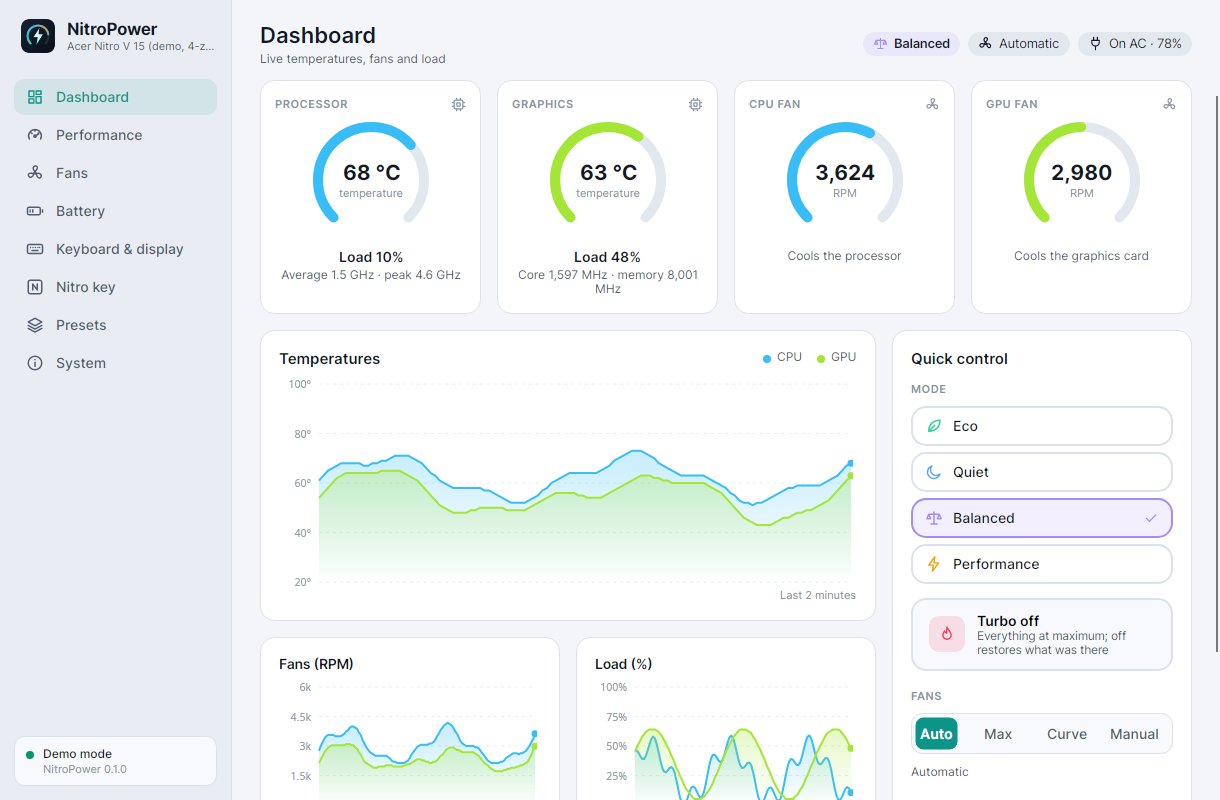 NitroPower
Acer Nitro V 15 (demo, 4-z...
Dashboard
Performance
Fans
Battery
Keyboard & display
Nitro key
Presets
System
Demo mode
NitroPower 0.1.0
Dashboard
Live temperatures, fans and load
Balanced
Automatic
On AC · 78%
PROCESSOR
68 °C
temperature
Load 10%
Average 1.5 GHz · peak 4.6 GHz
GRAPHICS
63 °C
temperature
Load 48%
Core 1,597 MHz · memory 8,001
MHz
CPU FAN
3,624
RPM
Cools the processor
GPU FAN
2,980
RPM
Cools the graphics card
Temperatures
CPU
GPU
100°
80°
60°
40°
20°
Last 2 minutes
Fans (RPM)
6k
4.5k
3k
1.5k
Load (%)
100%
75%
50%
25%
Quick control
MODE
Eco
Quiet
Balanced
Performance
Turbo off
Everything at maximum; off
restores what was there
FANS
Auto
Max
Curve
Manual
Automatic